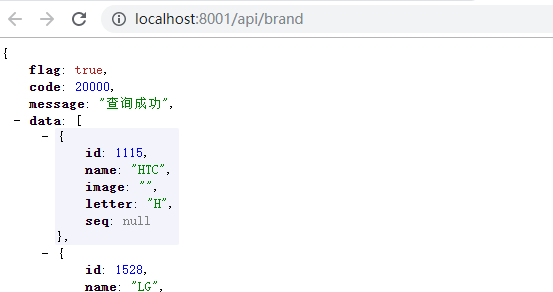 localhost:8001/api/brand
{
flag: true,
code: 20000,
message: "查询成功",
- data: [
- {
id: 1115,
name: "HTC",
image: "",
letter: "H",
seq: null
},
- {
id: 1528,
name: "LG",